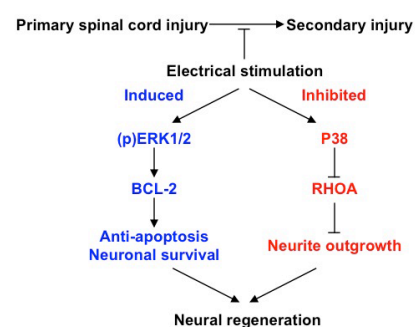 Primary spinal cord injury Secondary injury
Electrical stimulation
Induced Inhibited
(p)ERK1/2 P38
BCL-2 RHOA
Anti-apoptosis
Neuronal survival Neurite outgrowth
Neural regeneration